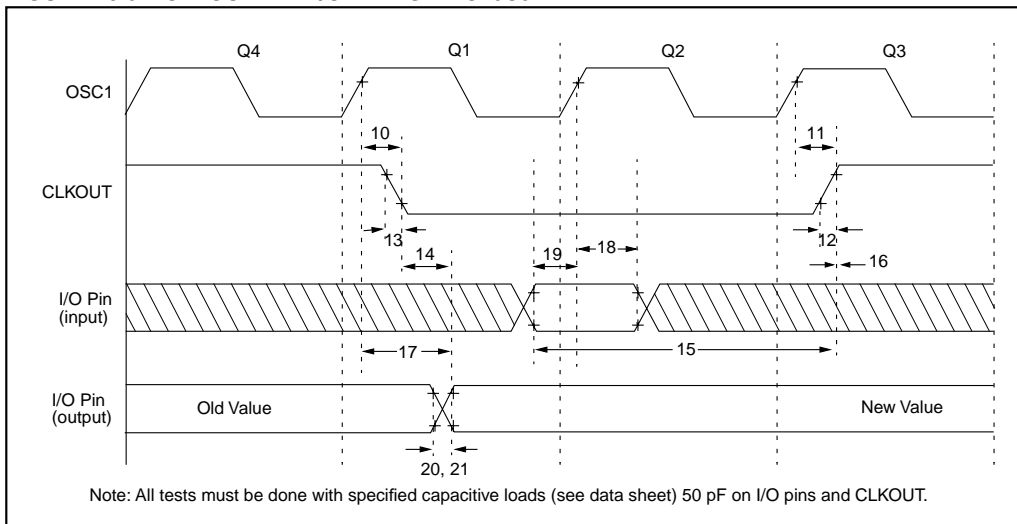 Q4 Q1 Q2 Q3
OSC1
10 11
CLKOUT
13 12
14 19 18 16
I/O Pin
(input)
17 15
I/O Pin
(output)
Old Value New Value
20, 21
Note: All tests must be done with specified capacitive loads (see data sheet) 50 pF on I/O pins and CLKOUT.